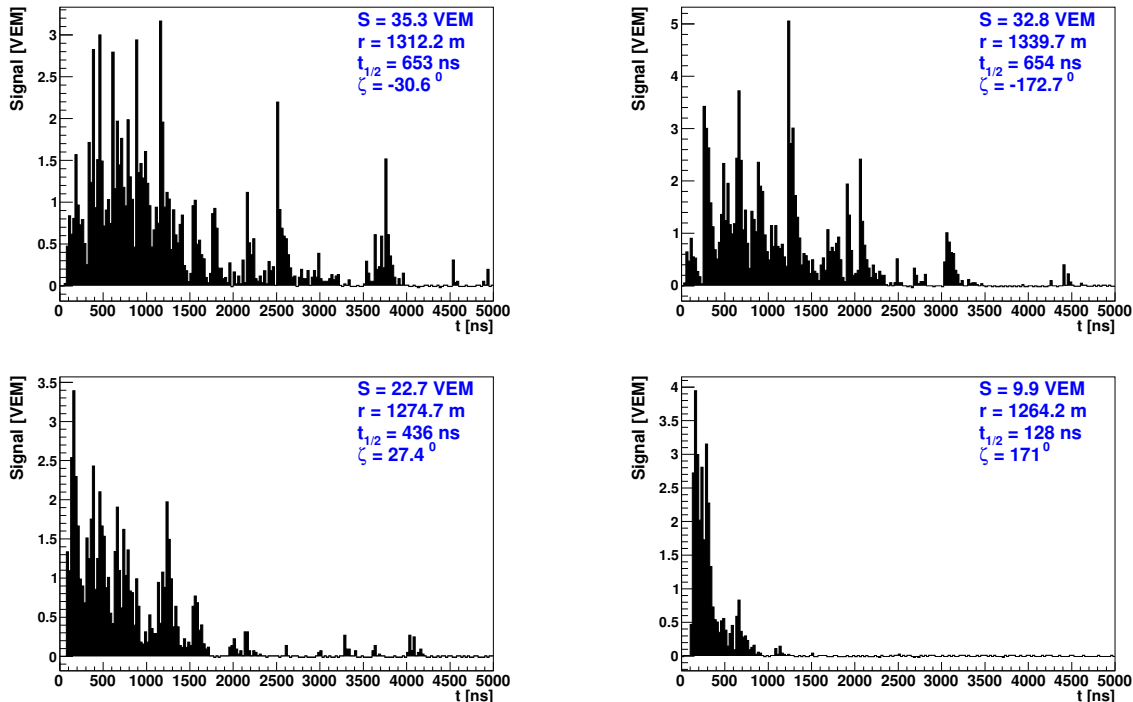 S = 35.3 VEM
r = 1312.2 m
t1/2 = 653 ns
ζ = -30.6 0
Signal [VEM]
3
2.5
2
1.5
1
0.5
0
0 500 1000 1500 2000 2500 3000 3500 4000 4500 5000
t [ns]
S = 32.8 VEM
r = 1339.7 m
t1/2 = 654 ns
ζ = -172.7 0
Signal [VEM]
5
4
3
2
1
0
0 500 1000 1500 2000 2500 3000 3500 4000 4500 5000
t [ns]
S = 22.7 VEM
r = 1274.7 m
t1/2 = 436 ns
ζ = 27.4 0
Signal [VEM]
3.5
3
2.5
2
1.5
1
0.5
0
0 500 1000 1500 2000 2500 3000 3500 4000 4500 5000
t [ns]
S = 9.9 VEM
r = 1264.2 m
t1/2 = 128 ns
ζ = 171 0
Signal [VEM]
4
3.5
3
2.5
2
1.5
1
0.5
0
0 500 1000 1500 2000 2500 3000 3500 4000 4500 5000
t [ns]